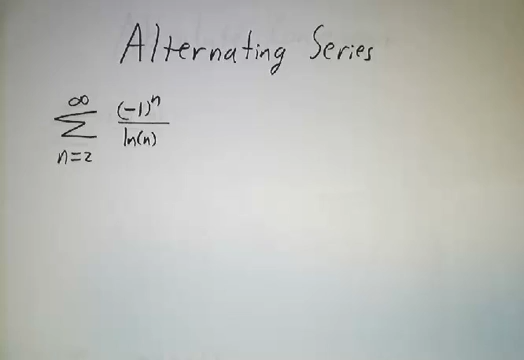 Alternating Series
∞
Σ (-1)^n / ln(n)
n=2